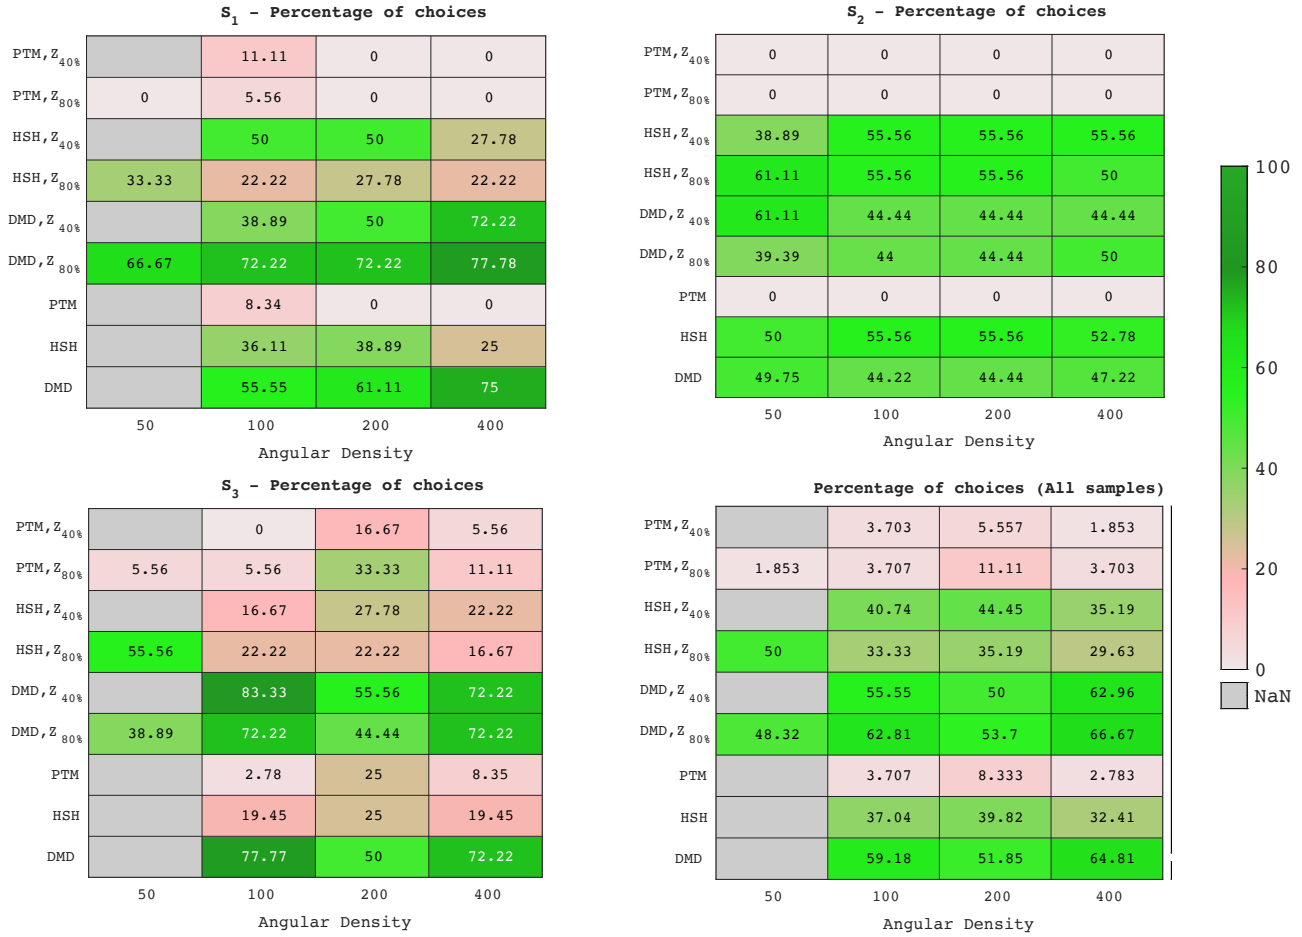 S1 - Percentage of choices
PTM,Z40% 11.11 0 0
PTM,Z80% 0 5.56 0 0
HSH,Z40% 50 50 27.78
HSH,Z80% 33.33 22.22 27.78 22.22
DMD,Z 40% 38.89 50 72.22
DMD,Z 80% 66.67 72.22 72.22 77.78
PTM 8.34 0 0
HSH 36.11 38.89 25
DMD 55.55 61.11 75
50 100 200 400
Angular Density
S2 - Percentage of choices
PTM,Z40% 0 0 0 0
PTM,Z80% 0 0 0 0
HSH,Z40% 38.89 55.56 55.56 55.56
HSH,Z80% 61.11 55.56 55.56 50
DMD,Z 40% 61.11 44.44 44.44 44.44
DMD,Z 80% 39.39 44 44.44 50
PTM 0 0 0 0
HSH 50 55.56 55.56 52.78
DMD 49.75 44.22 44.44 47.22
50 100 200 400
Angular Density
S3 - Percentage of choices
PTM,Z40% 0 16.67 5.56
PTM,Z80% 5.56 5.56 33.33 11.11
HSH,Z40% 16.67 27.78 22.22
HSH,Z80% 55.56 22.22 22.22 16.67
DMD,Z 40% 83.33 55.56 72.22
DMD,Z 80% 38.89 72.22 44.44 72.22
PTM 2.78 25 8.35
HSH 19.45 25 19.45
DMD 77.77 50 72.22
50 100 200 400
Angular Density
Percentage of choices (All samples)
PTM,Z40% 3.703 5.557 1.853
PTM,Z80% 1.853 3.707 11.11 3.703
HSH,Z40% 40.74 44.45 35.19
HSH,Z80% 50 33.33 35.19 29.63
DMD,Z 40% 55.55 50 62.96
DMD,Z 80% 48.32 62.81 53.7 66.67
PTM 3.707 8.333 2.783
HSH 37.04 39.82 32.41
DMD 59.18 51.85 64.81
50 100 200 400
Angular Density
100
80
60
40
20
0
NaN